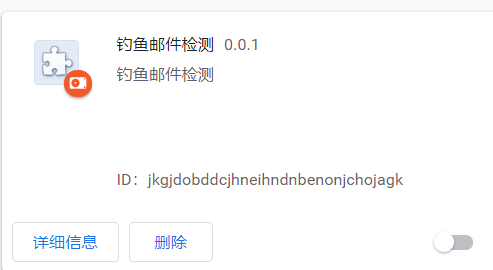 钓鱼邮件检测 0.0.1
钓鱼邮件检测
ID：jkgjdobddcjhneihndnbenonjchojagk
详细信息 删除